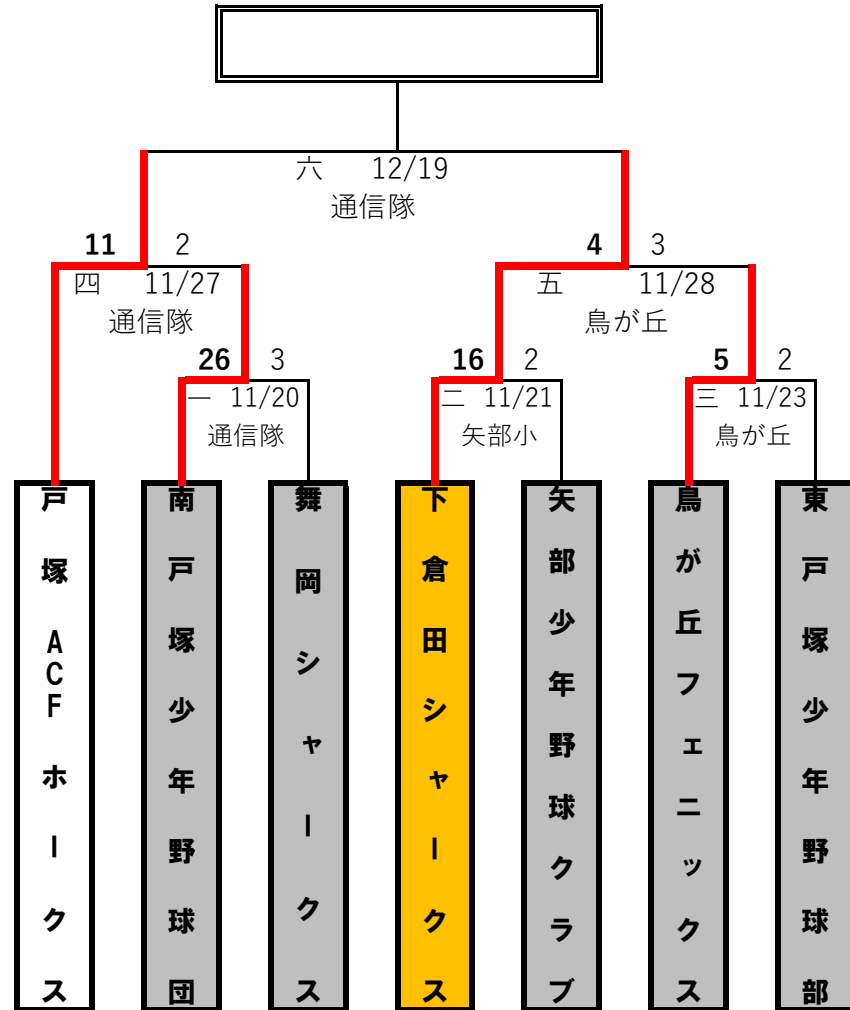 六 12/19
通信隊
11 2
四 11/27
通信隊
4 3
五 11/28
鳥が丘
26 3
一 11/20
通信隊
16 2
二 11/21
矢部小
5 2
三 11/23
鳥が丘
戸塚ACFホークス
南戸塚少年野球団
舞岡シャークス
下倉田シャークス
矢部少年野球クラブ
鳥が丘フェニックス
東戸塚少年野球部